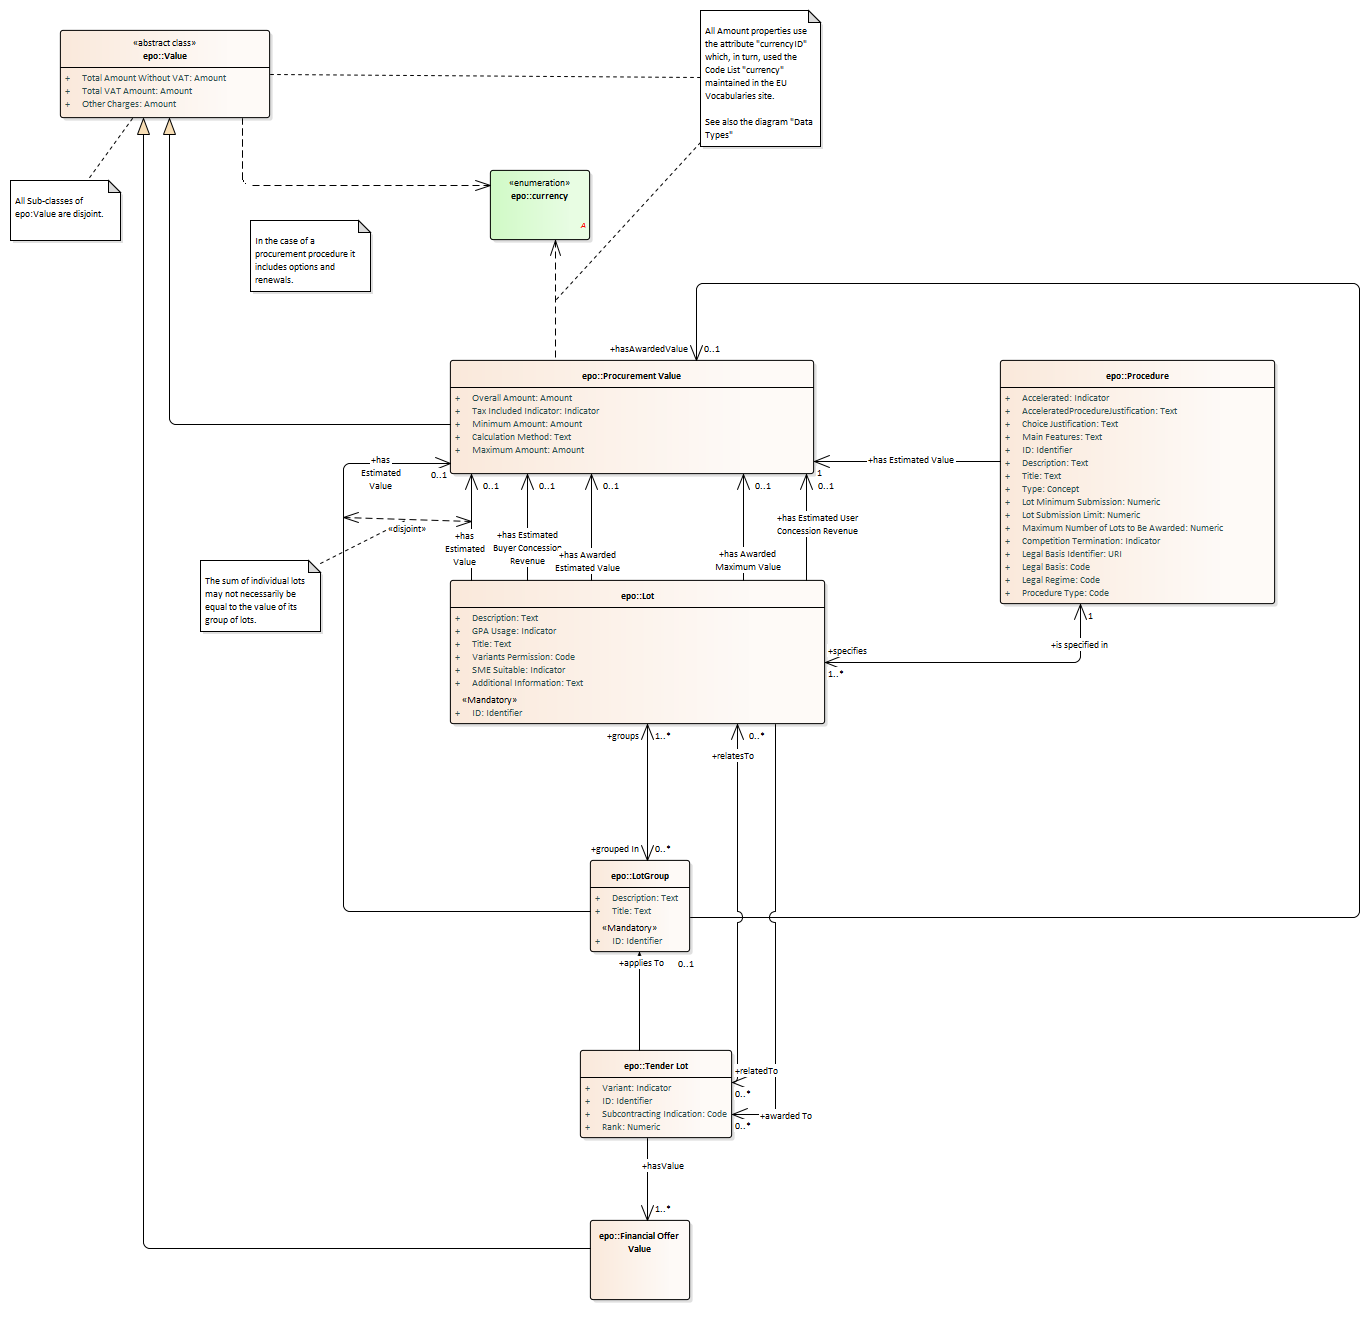 «abstract class»
epo::Value
+ Total Amount Without VAT: Amount
+ Total VAT Amount: Amount
+ Other Charges: Amount
All Amount properties use
the attribute "currencyID"
which, in turn, used the
Code List "currency"
maintained in the EU
Vocabularies site.
See also the diagram "Data
Types"
All Sub-classes of
epo:Value are disjoint.
«enumeration»
epo::currency
A
In the case of a
procurement procedure it
includes options and
renewals.
+hasAwardedValue
0..1
epo::Procurement Value
+ Overall Amount: Amount
+ Tax Included Indicator: Indicator
+ Minimum Amount: Amount
+ Calculation Method: Text
+ Maximum Amount: Amount
epo::Procedure
+ Accelerated: Indicator
+ AcceleratedProcedureJustification: Text
+ Choice Justification: Text
+ Main Features: Text
+ ID: Identifier
+ Description: Text
+ Title: Text
+ Type: Concept
+ Lot Minimum Submission: Numeric
+ Lot Submission Limit: Numeric
+ Maximum Number of Lots to Be Awarded: Numeric
+ Competition Termination: Indicator
+ Legal Basis Identifier: URI
+ Legal Basis: Code
+ Legal Regime: Code
+ Procedure Type: Code
+has Estimated Value
1
+has
Estimated
Value
0..1
0..1
0..1
0..1
0..1
0..1
«disjoint»
+has
Estimated
Value
+has Estimated
Buyer Concession
Revenue
+has Awarded
Estimated Value
+has Awarded
Maximum Value
+has Estimated User
Concession Revenue
The sum of individual lots
may not necessarily be
equal to the value of its
group of lots.
epo::Lot
+ Description: Text
+ GPA Usage: Indicator
+ Title: Text
+ Variants Permission: Code
+ SME Suitable: Indicator
+ Additional Information: Text
«Mandatory»
+ ID: Identifier
1
+is specified in
+specifies
1..*
+groups
1..*
0..*
+relatesTo
+grouped In
0..*
epo::LotGroup
+ Description: Text
+ Title: Text
«Mandatory»
+ ID: Identifier
+applies To
0..1
epo::Tender Lot
+ Variant: Indicator
+ ID: Identifier
+ Subcontracting Indication: Code
+ Rank: Numeric
+relatedTo
0..*
+awarded To
0..*
+hasValue
1..*
epo::Financial Offer
Value